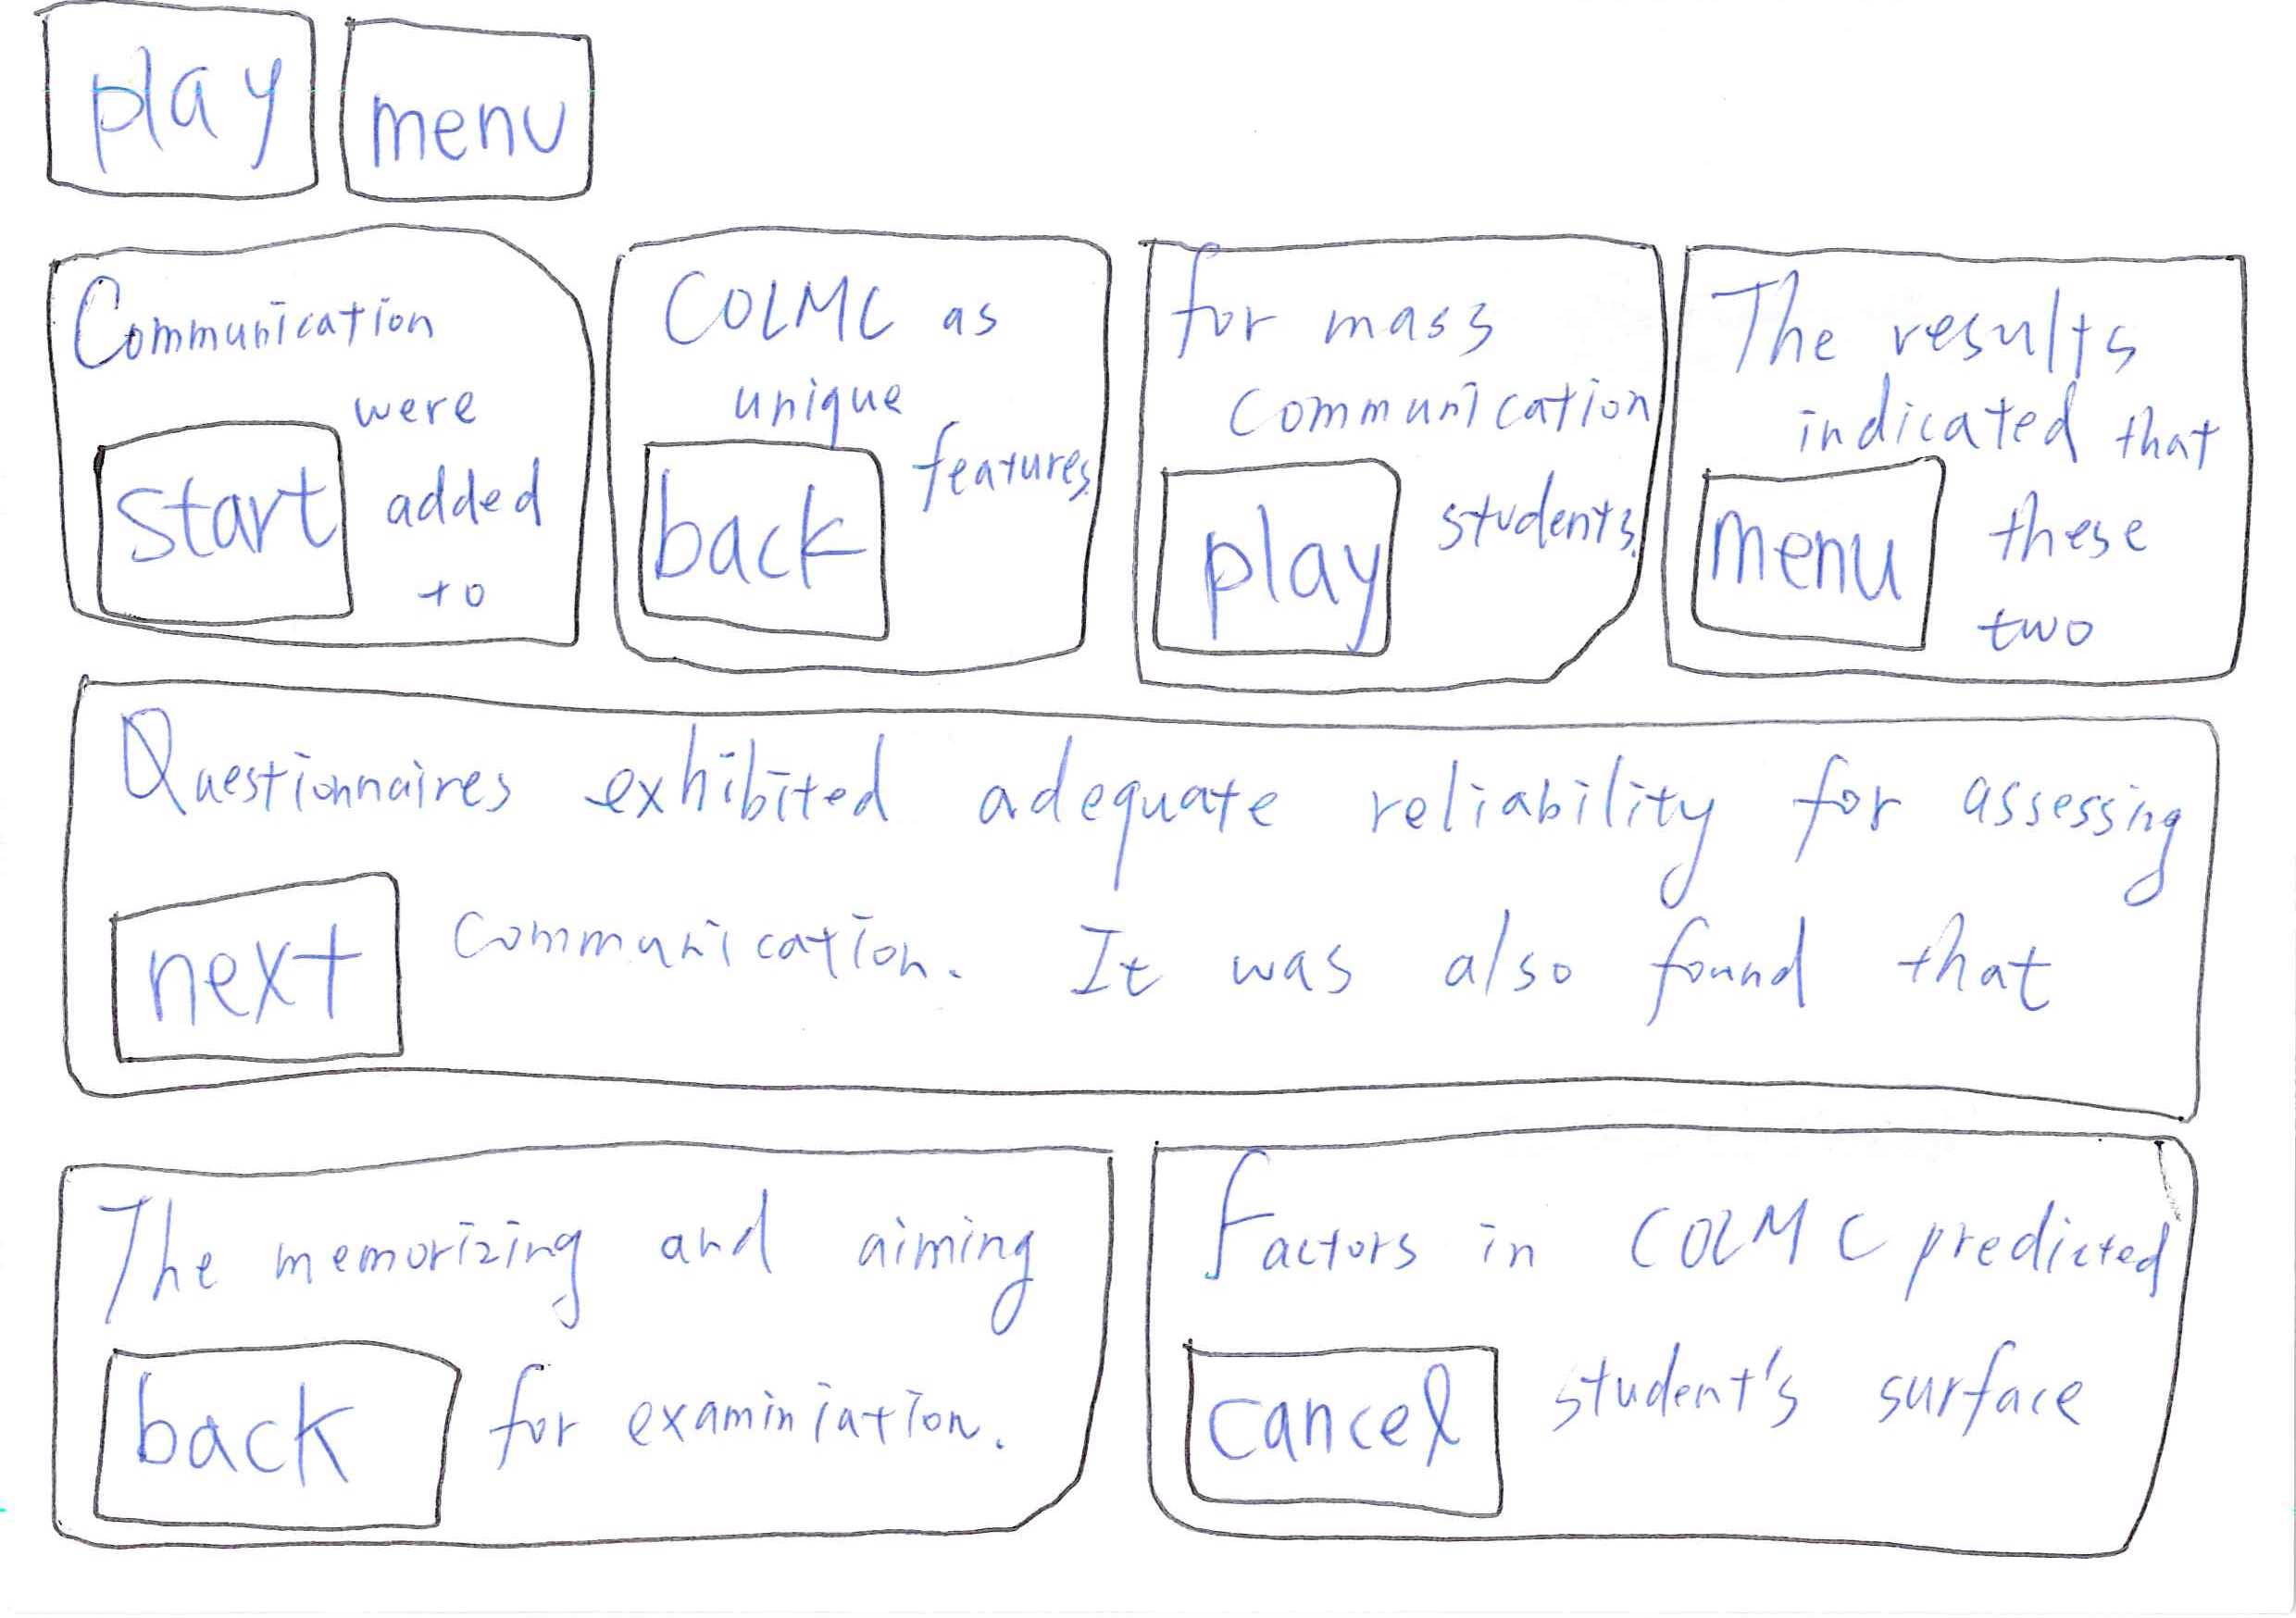 play
menu
Communication
were
start
added
to
COLMC as
unique
features.
back
for mass
communication
students.
play
The results
indicated that
menu
these
two
Questionnaires exhibited adequate reliability for assessing
next
communication. It was also found that
The memorizing and aiming
back
for examiniation.
Factors in COLMC predicted
cancel
student's surface